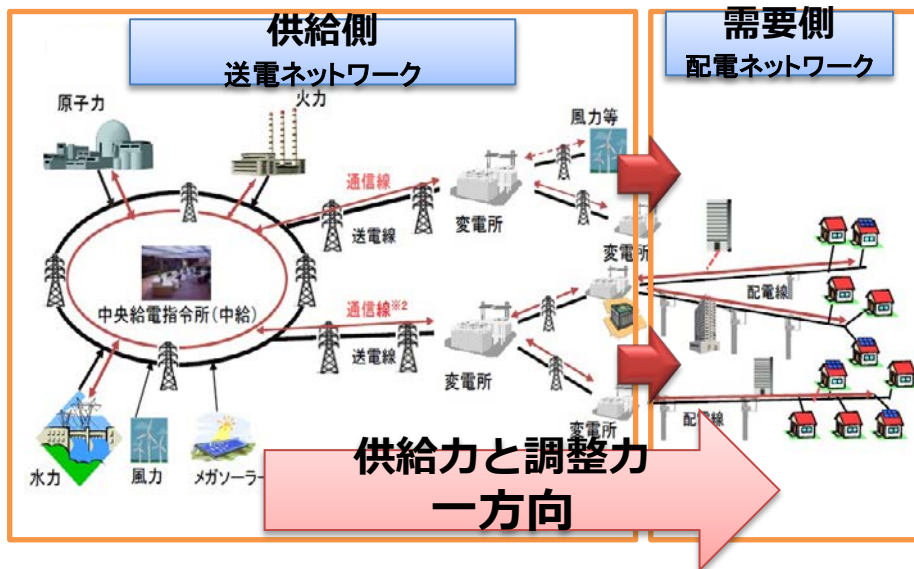 供給側
送電ネットワーク
需要側
配電ネットワーク
原子力
火力
風力等
通信線
送電線
変電所
変電所
中央給電指令所(中給)
通信線※2
送電線
変電所
変電所
配電線
配電線
水力
風力
メガソーラー
供給力と調整力
一方向